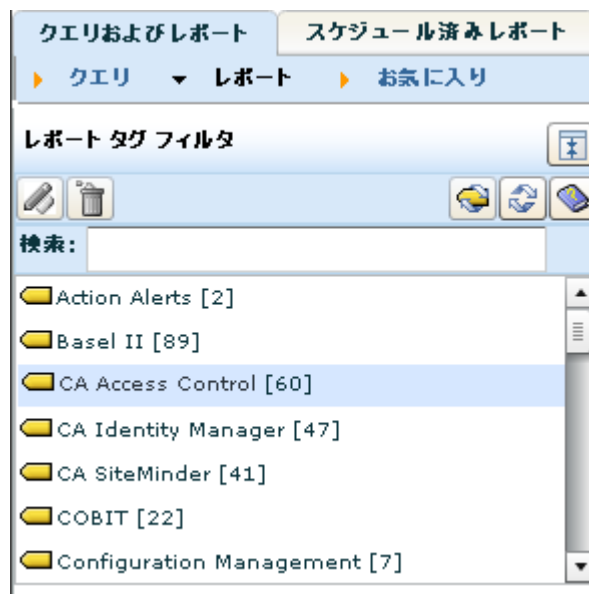 クエリおよびレポート スケジュール済みレポート
クエリ レポート お気に入り
レポート タグ フィルタ
検索:
Action Alerts [2]
Basel II [89]
CA Access Control [60]
CA Identity Manager [47]
CA SiteMinder [41]
COBIT [22]
Configuration Management [7]